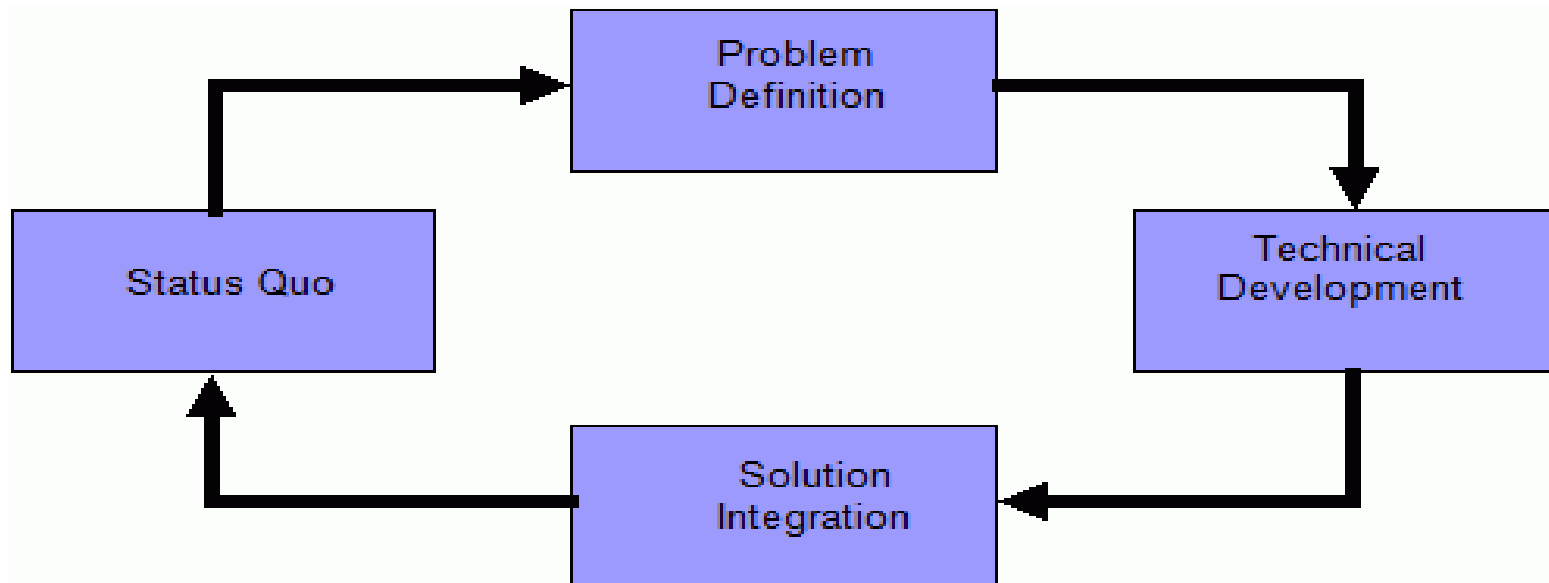 Problem
Definition
Status Quo
Technical
Development
Solution
Integration